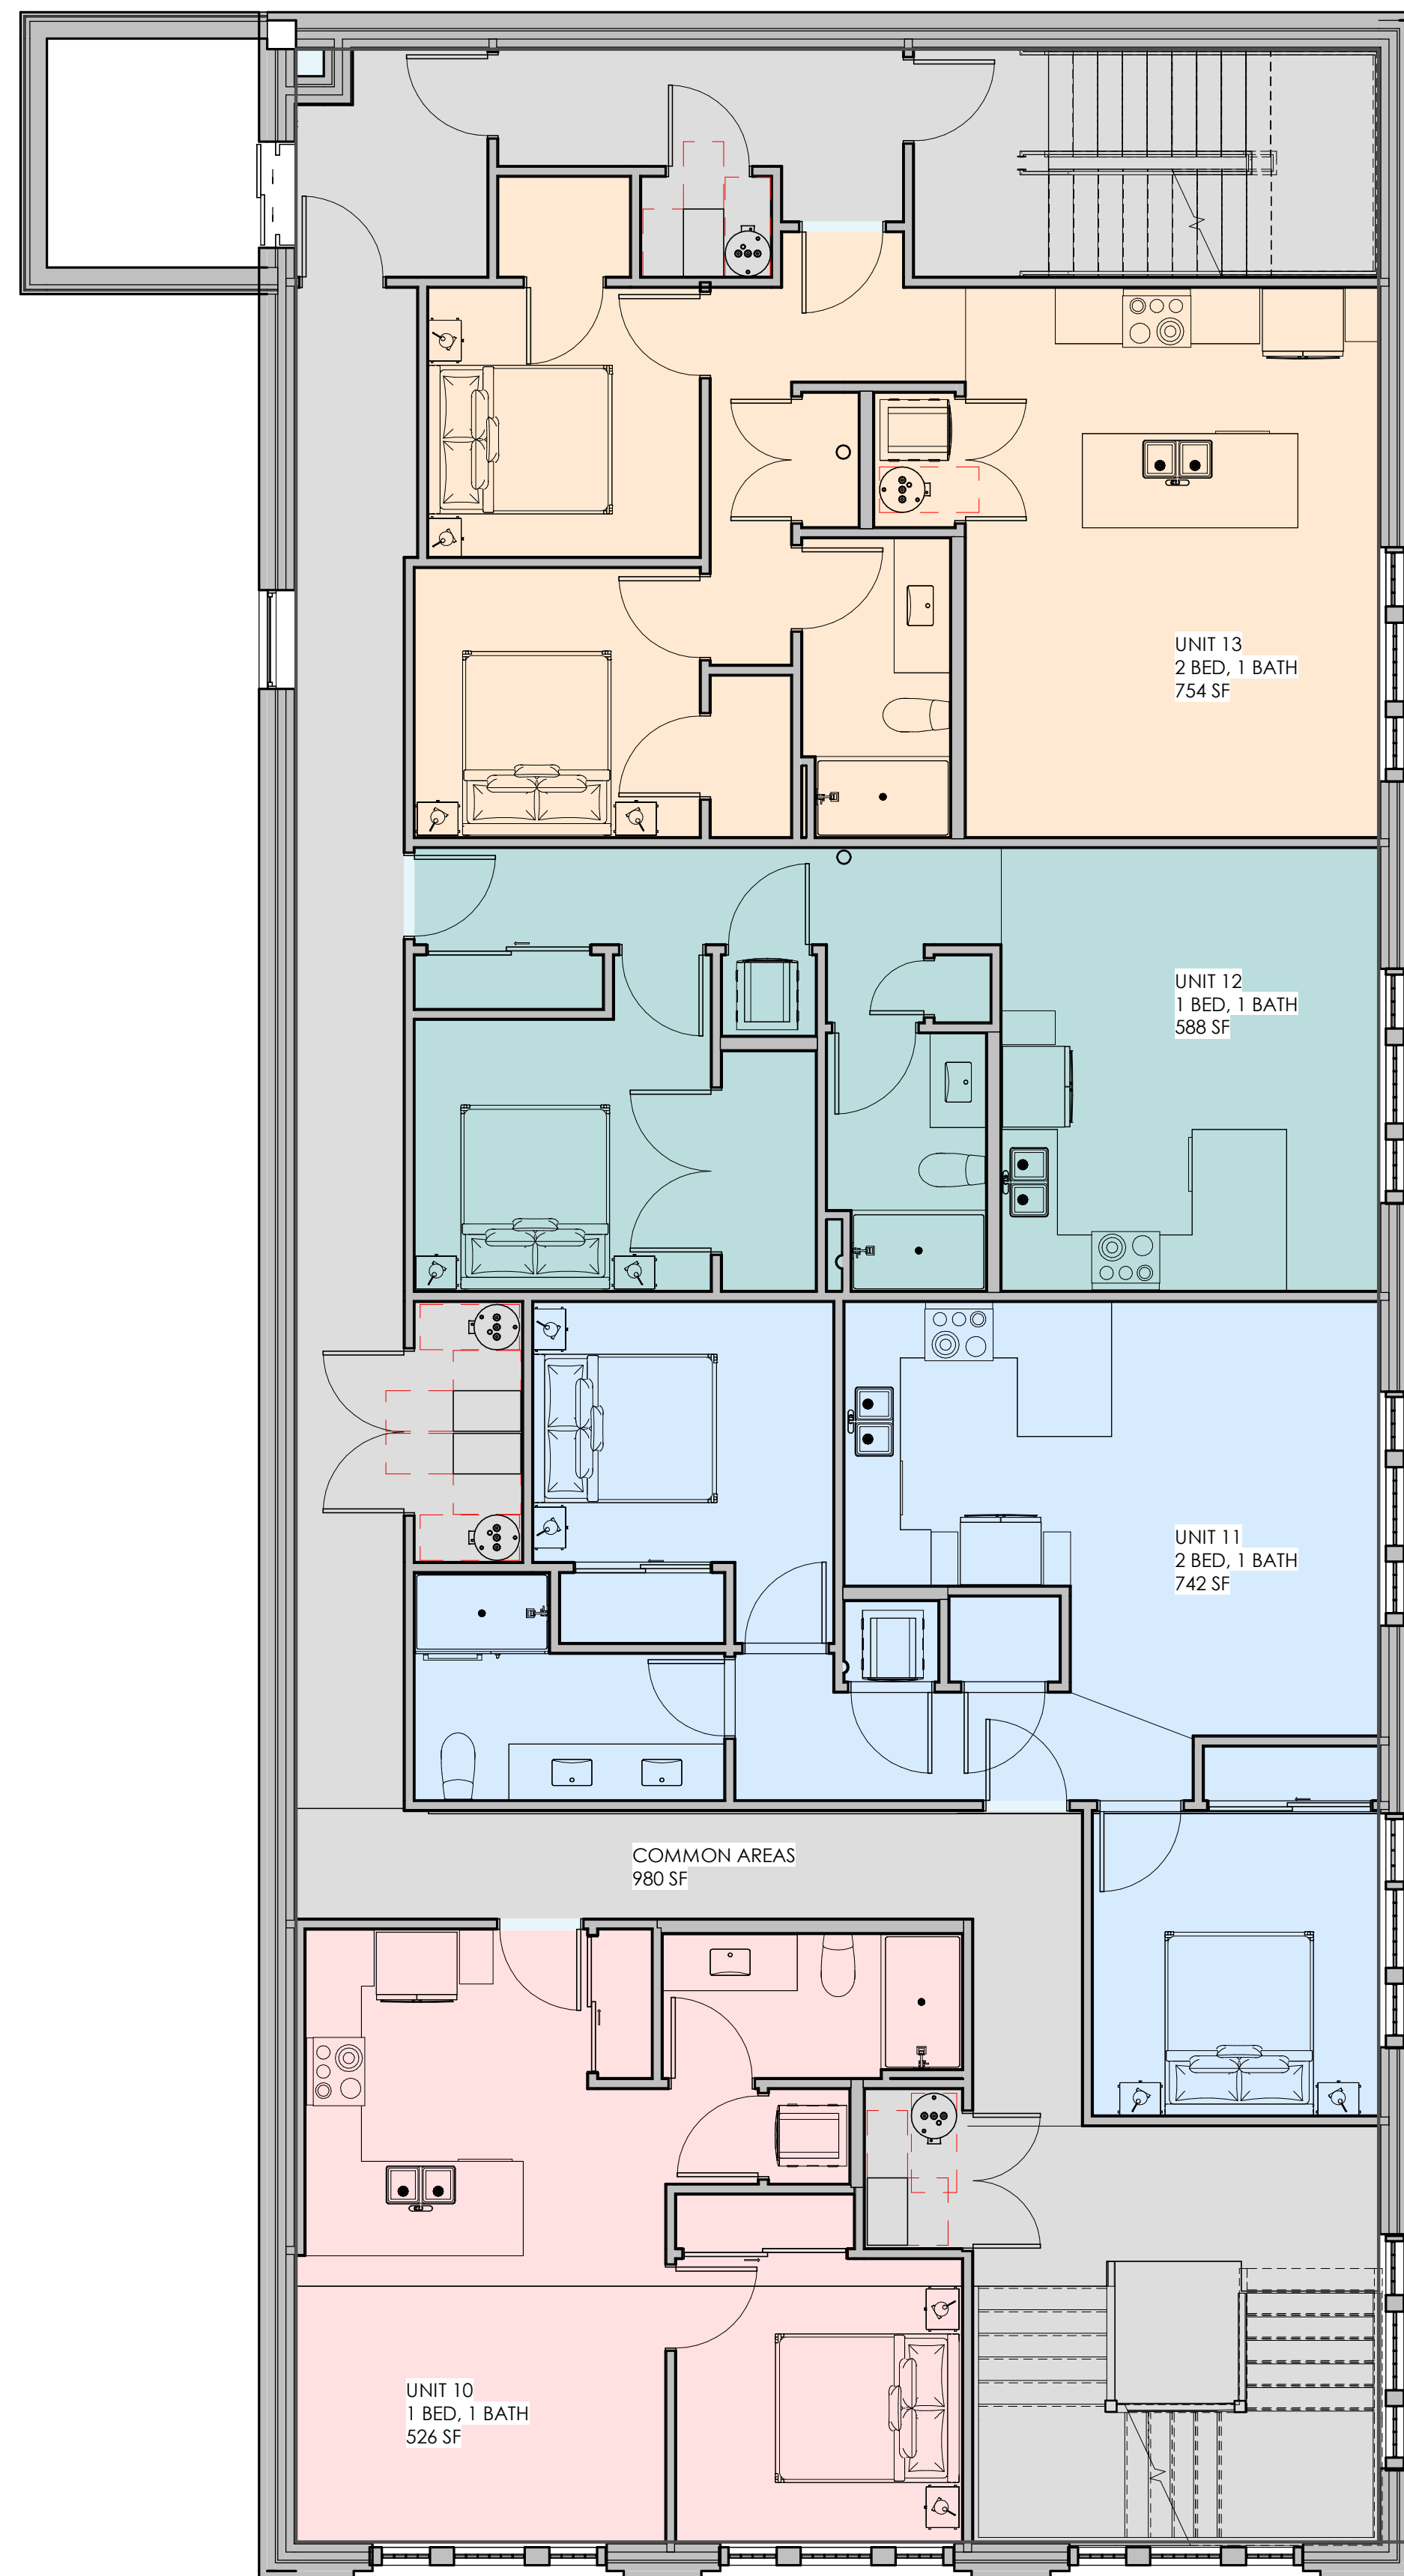 UNIT 13
2 BED, 1 BATH
754 SF
UNIT 12
1 BED, 1 BATH
588 SF
UNIT 11
2 BED, 1 BATH
742 SF
COMMON AREAS
980 SF
UNIT 10
1 BED, 1 BATH
526 SF